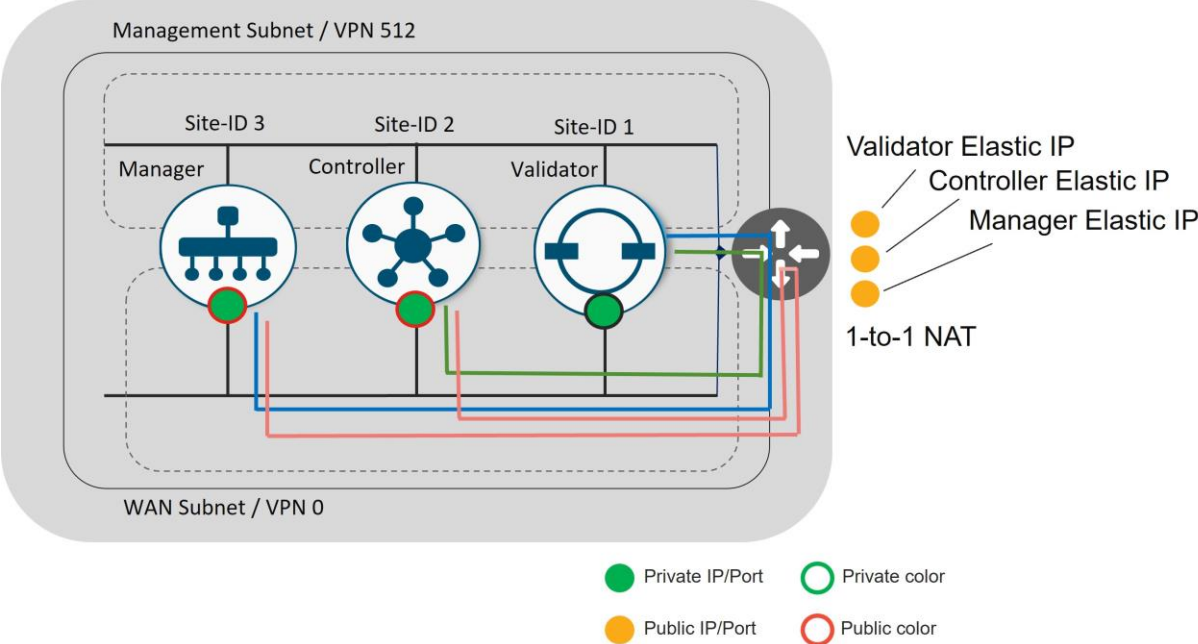 Management Subnet / VPN 512
Site-ID 3
Site-ID 2
Site-ID 1
Manager
Controller
Validator
Validator Elastic IP
Controller Elastic IP
Manager Elastic IP
1-to-1 NAT
WAN Subnet / VPN 0
Private IP/Port
Private color
Public IP/Port
Public color